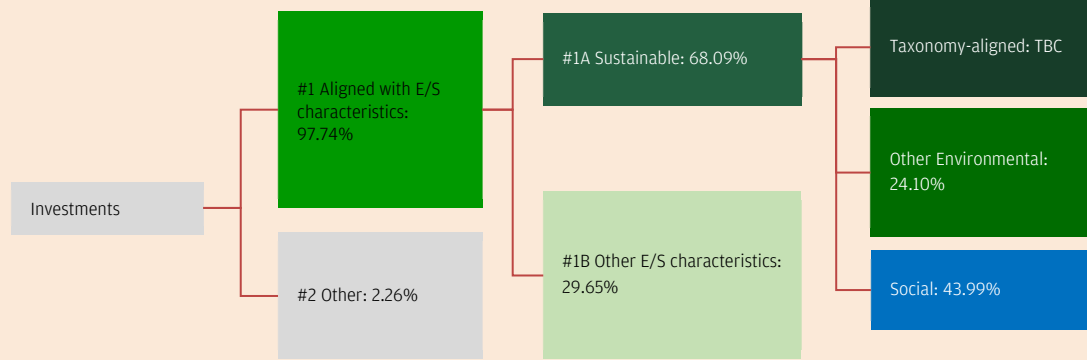 Investments
#1 Aligned with E/S
characteristics:
97.74%
#2 Other: 2.26%
#1A Sustainable: 68.09%
#1B Other E/S characteristics:
29.65%
Taxonomy-aligned: TBC
Other Environmental:
24.10%
Social: 43.99%